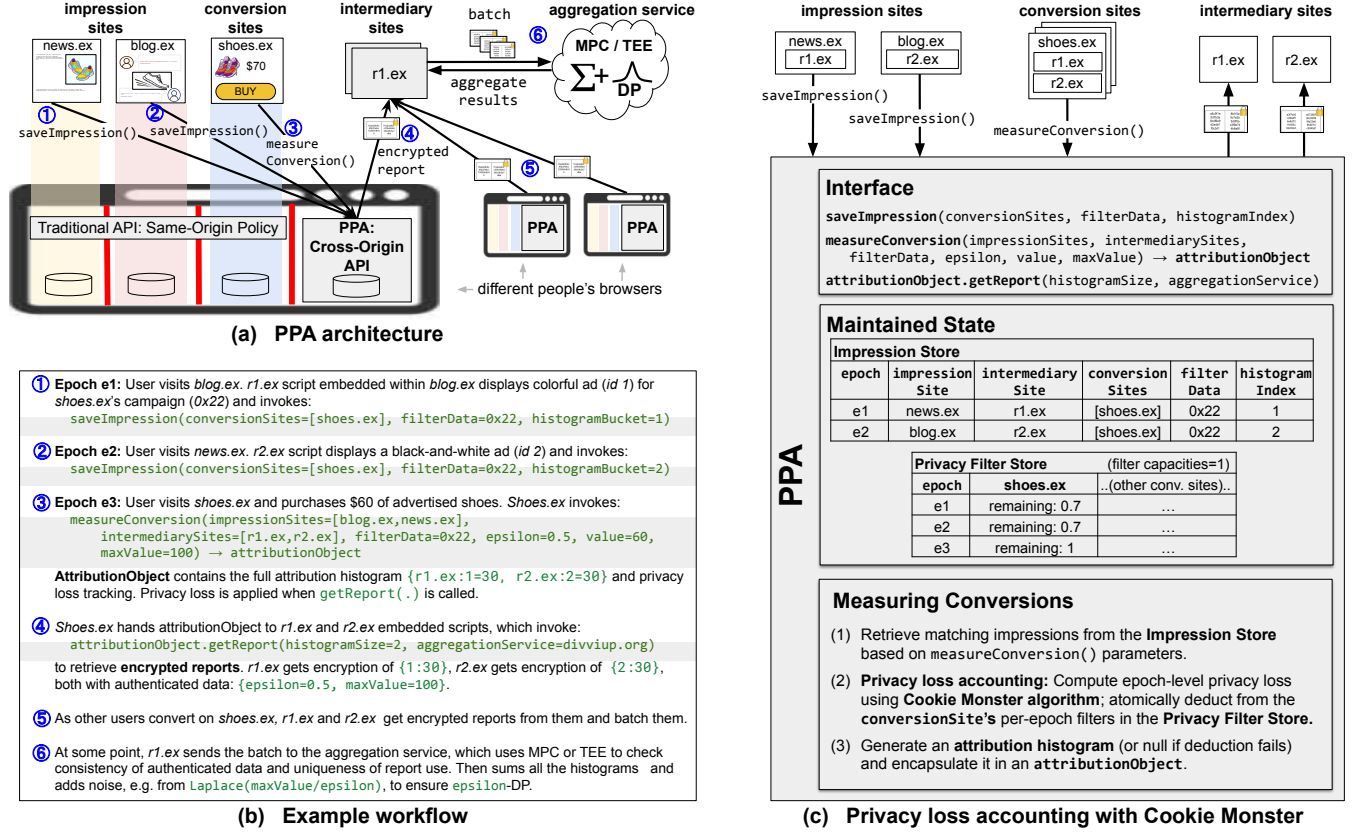 impression
sites
conversion
sites
intermediary
sites
batch
aggregation service
news.ex
blog.ex
shoes.ex
$70
BUY
r1.ex
⑥
MPC / TEE
Σ+
DP
aggregate
results
①
saveImpression()
②
saveImpression()
③
measure
Conversion()
④
encrypted
report
⑤
Traditional API: Same-Origin Policy
PPA:
Cross-Origin
API
PPA
PPA
different people's browsers
(a) PPA architecture
① Epoch e1: User visits blog.ex. r1.ex script embedded within blog.ex displays colorful ad (id 1) for
shoes.ex's campaign (0x22) and invokes:
saveImpression(conversionSites=[shoes.ex], filterData=0x22, histogramBucket=1)
② Epoch e2: User visits news.ex. r2.ex script displays a black-and-white ad (id 2) and invokes:
saveImpression(conversionSites=[shoes.ex], filterData=0x22, histogramBucket=2)
③ Epoch e3: User visits shoes.ex and purchases $60 of advertised shoes. Shoes.ex invokes:
measureConversion(impressionSites=[blog.ex,news.ex],
intermediarySites=[r1.ex,r2.ex], filterData=0x22, epsilon=0.5, value=60,
maxValue=100) → attributionObject
AttributionObject contains the full attribution histogram {r1.ex:1=30, r2.ex:2=30} and privacy
loss tracking. Privacy loss is applied when getReport(.) is called.
④ Shoes.ex hands attributionObject to r1.ex and r2.ex embedded scripts, which invoke:
attributionObject.getReport(histogramSize=2, aggregationService=divviup.org)
to retrieve encrypted reports. r1.ex gets encryption of {1:30}, r2.ex gets encryption of {2:30},
both with authenticated data: {epsilon=0.5, maxValue=100}.
⑤ As other users convert on shoes.ex, r1.ex and r2.ex get encrypted reports from them and batch them.
⑥ At some point, r1.ex sends the batch to the aggregation service, which uses MPC or TEE to check
consistency of authenticated data and uniqueness of report use. Then sums all the histograms and
adds noise, e.g. from Laplace(maxValue/epsilon), to ensure epsilon-DP.
(b) Example workflow
impression sites
conversion sites
intermediary sites
news.ex
r1.ex
blog.ex
r2.ex
shoes.ex
r1.ex
r2.ex
r1.ex
r2.ex
saveImpression()
saveImpression()
measureConversion()
PPA
Interface
saveImpression(conversionSites, filterData, histogramIndex)
measureConversion(impressionSites, intermediarySites,
filterData, epsilon, value, maxValue) → attributionObject
attributionObject.getReport(histogramSize, aggregationService)
Maintained State
Impression Store
epoch impression Site intermediary Site conversion Sites filter Data histogram Index
e1 news.ex r1.ex [shoes.ex] 0x22 1
e2 blog.ex r2.ex [shoes.ex] 0x22 2
Privacy Filter Store (filter capacities=1)
epoch shoes.ex ..(other conv. sites)..
e1 remaining: 0.7 ...
e2 remaining: 0.7 ...
e3 remaining: 1 ...
Measuring Conversions
(1) Retrieve matching impressions from the Impression Store
based on measureConversion() parameters.
(2) Privacy loss accounting: Compute epoch-level privacy loss
using Cookie Monster algorithm; atomically deduct from the
conversionSite's per-epoch filters in the Privacy Filter Store.
(3) Generate an attribution histogram (or null if deduction fails)
and encapsulate it in an attributionObject.
(c) Privacy loss accounting with Cookie Monster